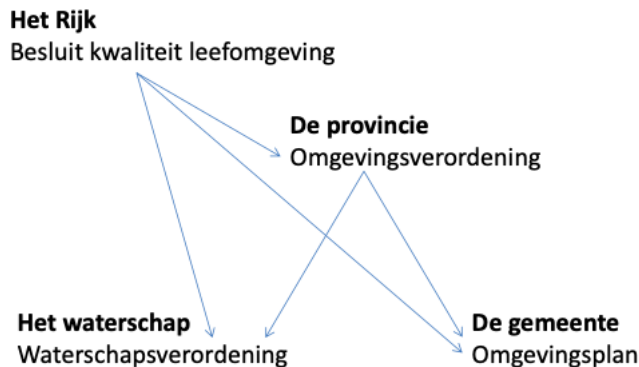 Het Rijk
Besluit kwaliteit leefomgeving
De provincie
Omgevingsverordening
Het waterschap
Waterschapsverordening
De gemeente
Omgevingsplan